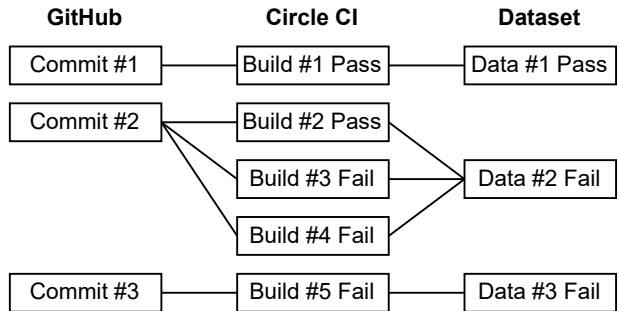 GitHub Circle CI Dataset
Commit #1 Build #1 Pass Data #1 Pass
Commit #2 Build #2 Pass
Build #3 Fail Data #2 Fail
Build #4 Fail
Commit #3 Build #5 Fail Data #3 Fail